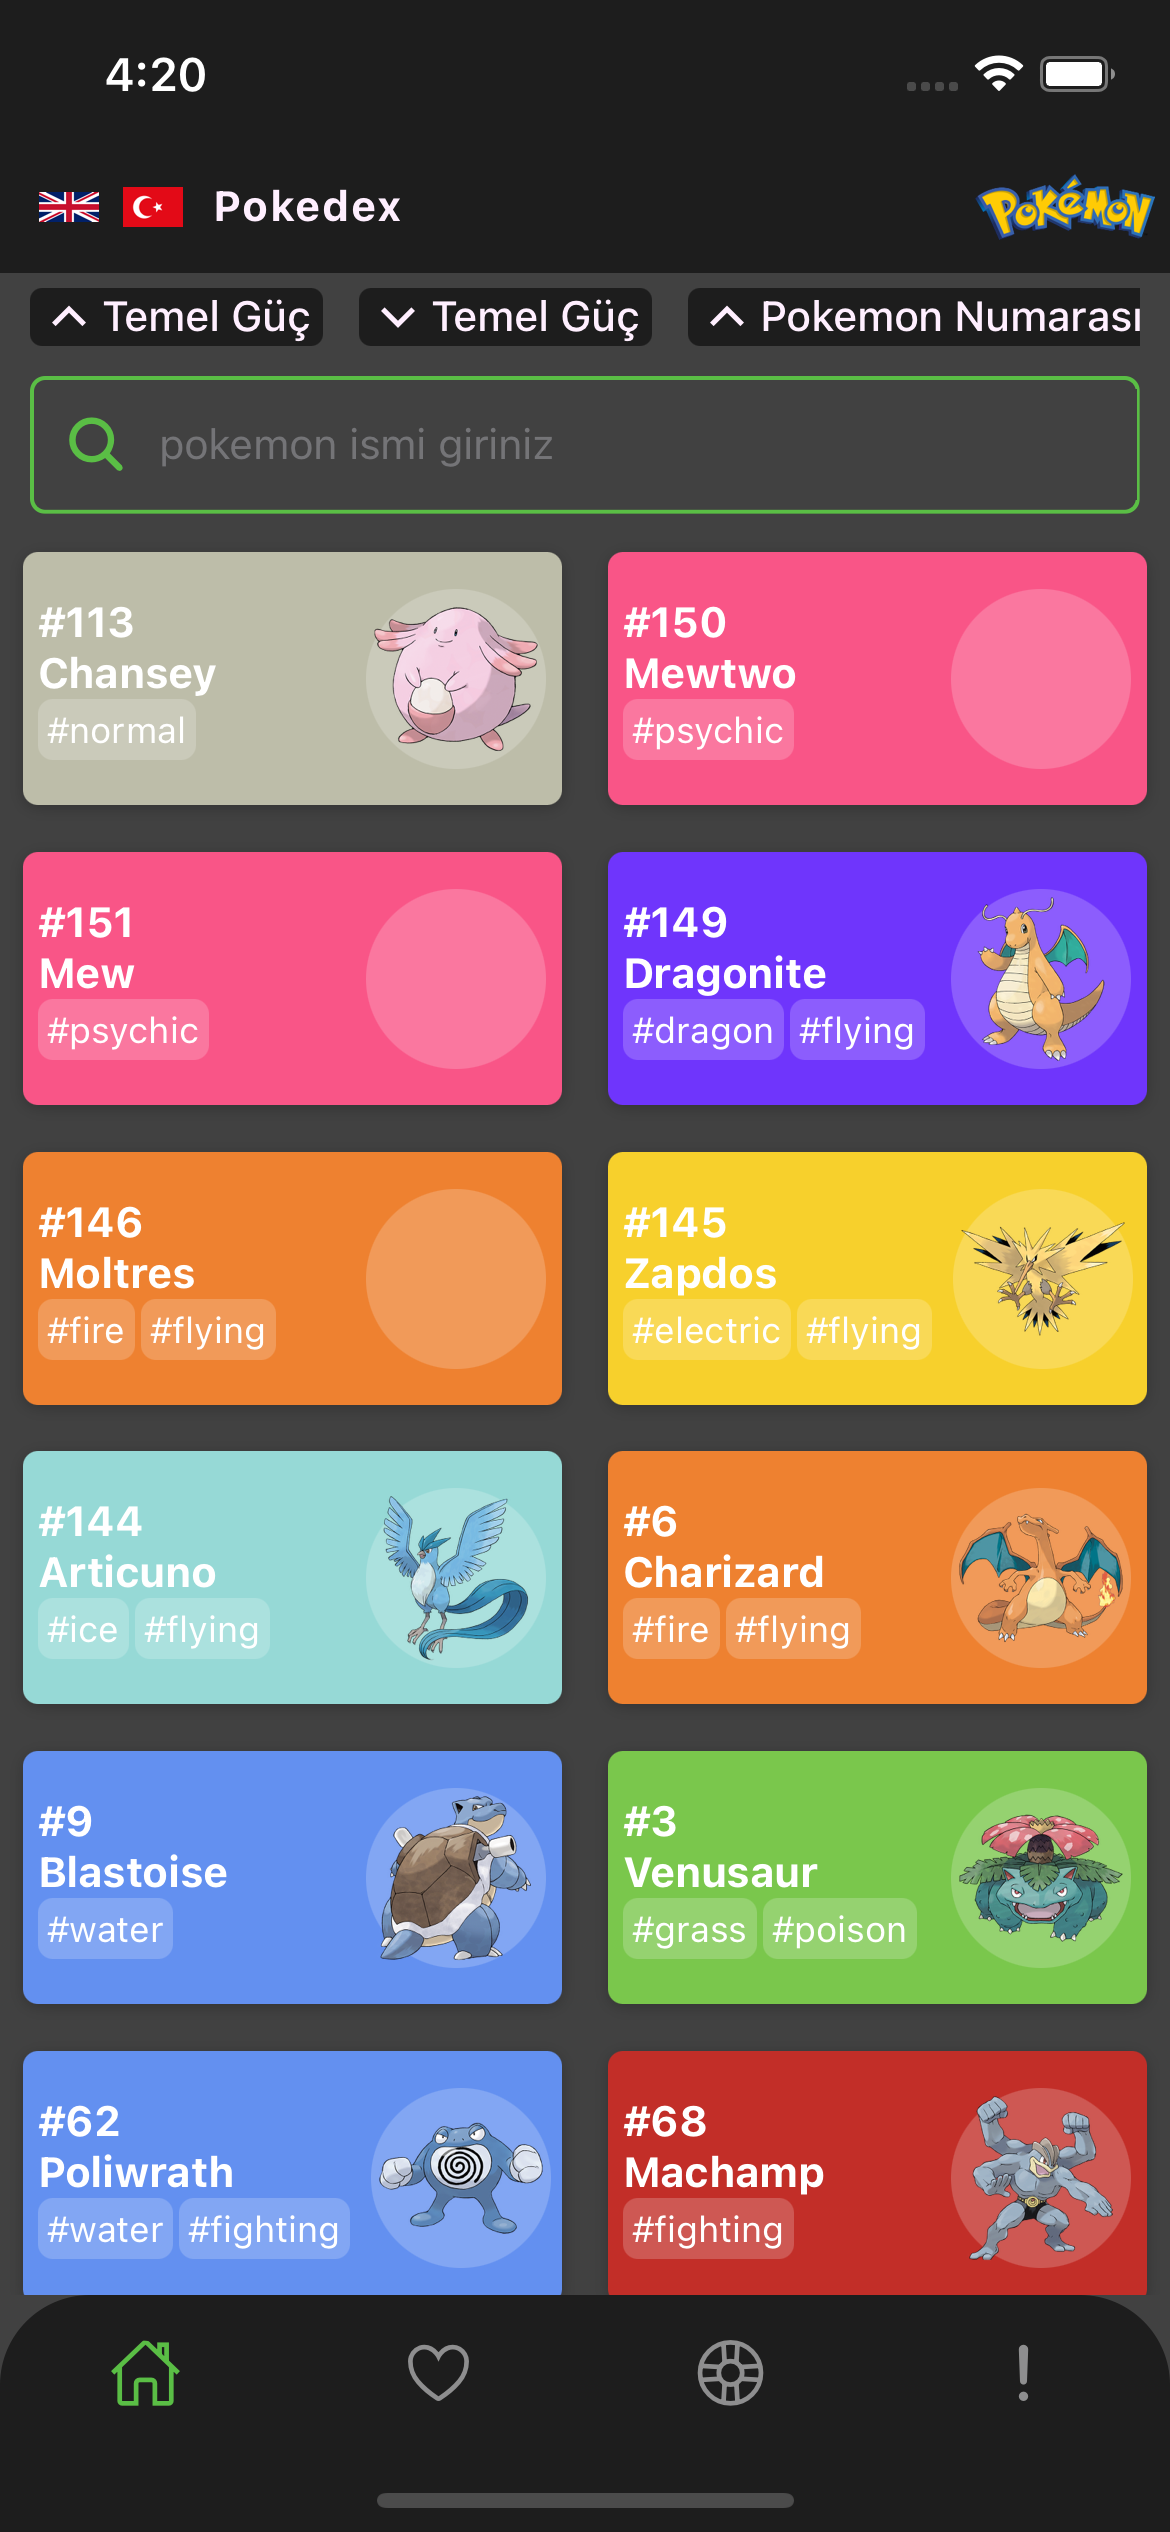 4:20
Pokedex
POKéMON
Temel Güç
Temel Güç
Pokemon Numarası
pokemon ismi giriniz
#113
Chansey
#normal
#150
Mewtwo
#psychic
#151
Mew
#psychic
#149
Dragonite
#dragon #flying
#146
Moltres
#fire #flying
#145
Zapdos
#electric #flying
#144
Articuno
#ice #flying
#6
Charizard
#fire #flying
#9
Blastoise
#water
#3
Venusaur
#grass #poison
#62
Poliwrath
#water #fighting
#68
Machamp
#fighting